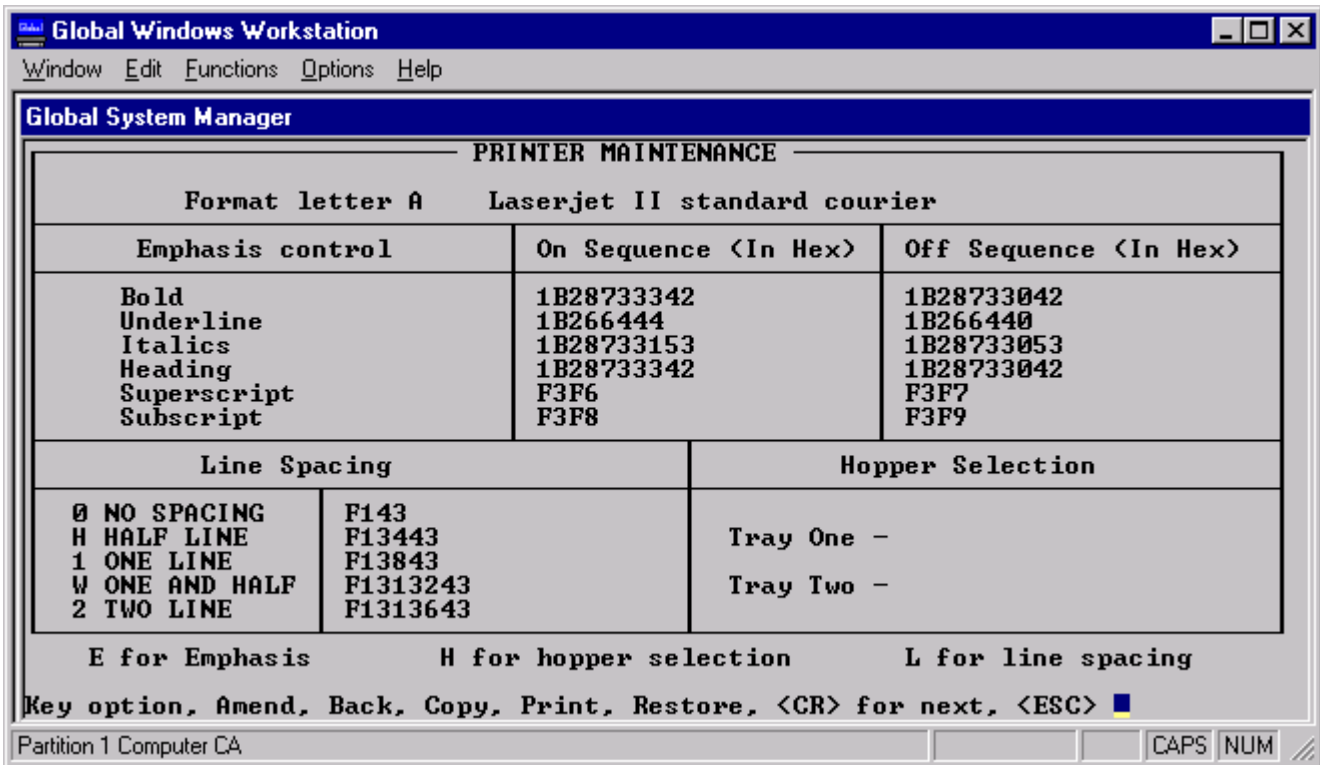 Global Windows Workstation
Window Edit Functions Options Help
Global System Manager
PRINTER MAINTENANCE
Format letter A Laserjet II standard courier
Emphasis control On Sequence (In Hex) Off Sequence (In Hex)
Bold 1B28733342 1B28733042
Underline 1B266444 1B266440
Italics 1B28733153 1B28733053
Heading 1B28733342 1B28733042
Superscript F3F6 F3F7
Subscript F3F8 F3F9
Line Spacing Hopper Selection
0 NO SPACING F143
H HALF LINE F13443 Tray One -
1 ONE LINE F13843
W ONE AND HALF F1313243 Tray Two -
2 TWO LINE F1313643
E for Emphasis H for hopper selection L for line spacing
Key option, Amend, Back, Copy, Print, Restore, <CR> for next, <ESC>
Partition 1 Computer CA CAPS NUM